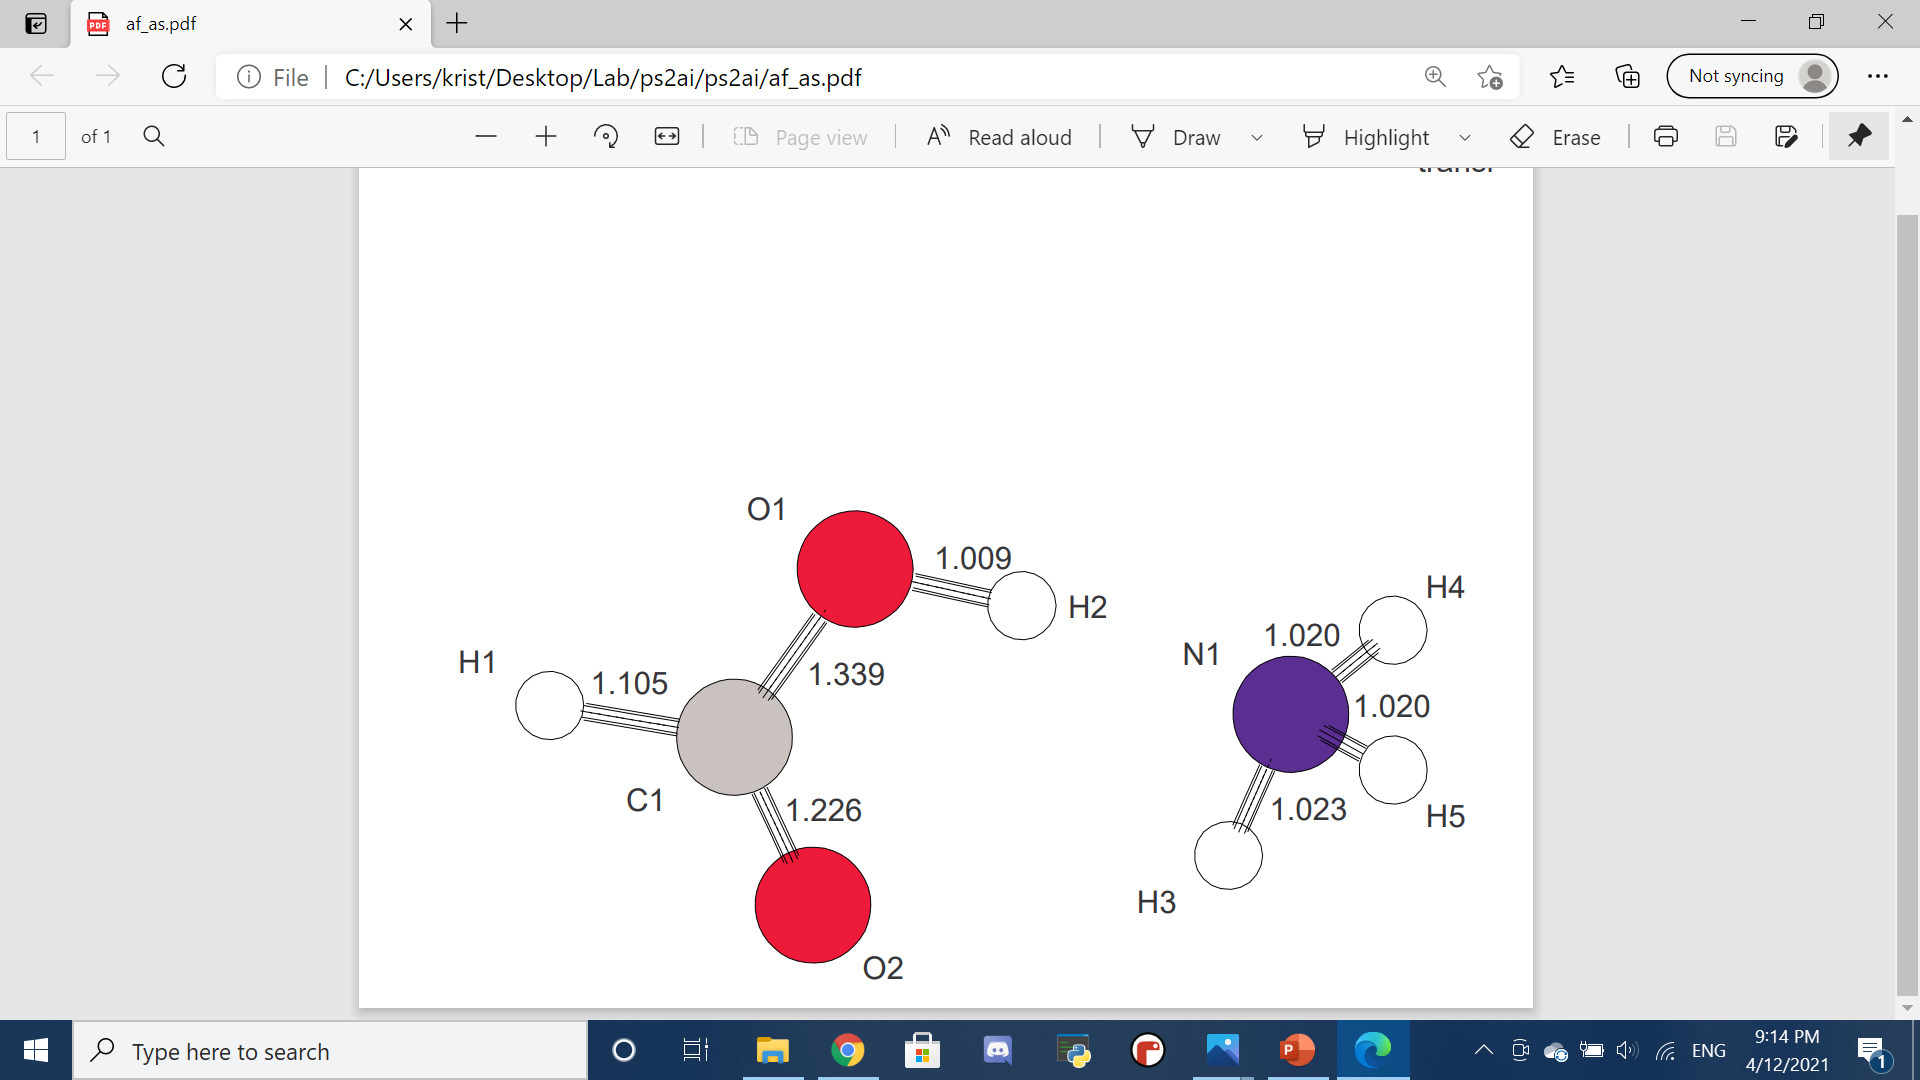 af_as.pdf
File
C:/Users/krist/Desktop/Lab/ps2ai/ps2ai/af_as.pdf
Not syncing
1 of 1
Page view
Read aloud
Draw
Highlight
Erase
O1
1.009
H2
H4
1.020
N1
H1
1.105
1.339
1.020
C1
1.226
1.023
H5
H3
O2
Type here to search
ENG
9:14 PM
4/12/2021
1